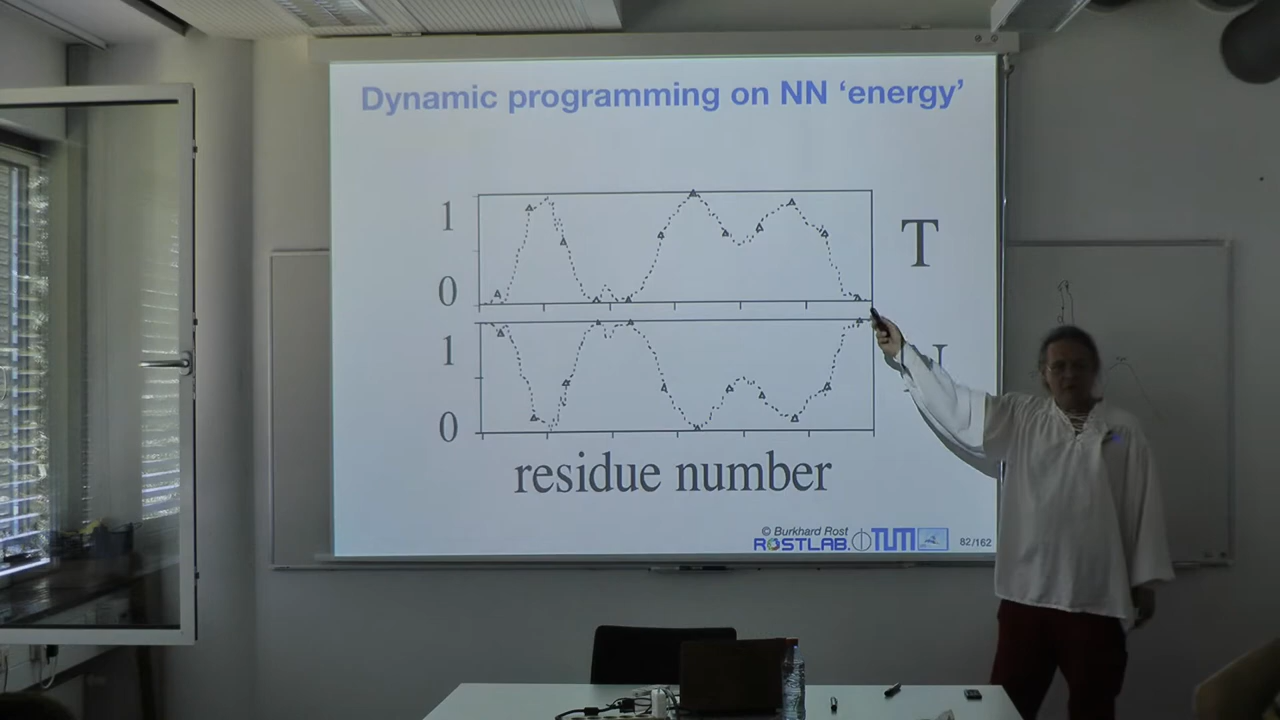 Dynamic programming on NN ‘energy’
1
T
0
1
0
residue number
© Burkhard Rost
ROSTLAB. TUM
82/162